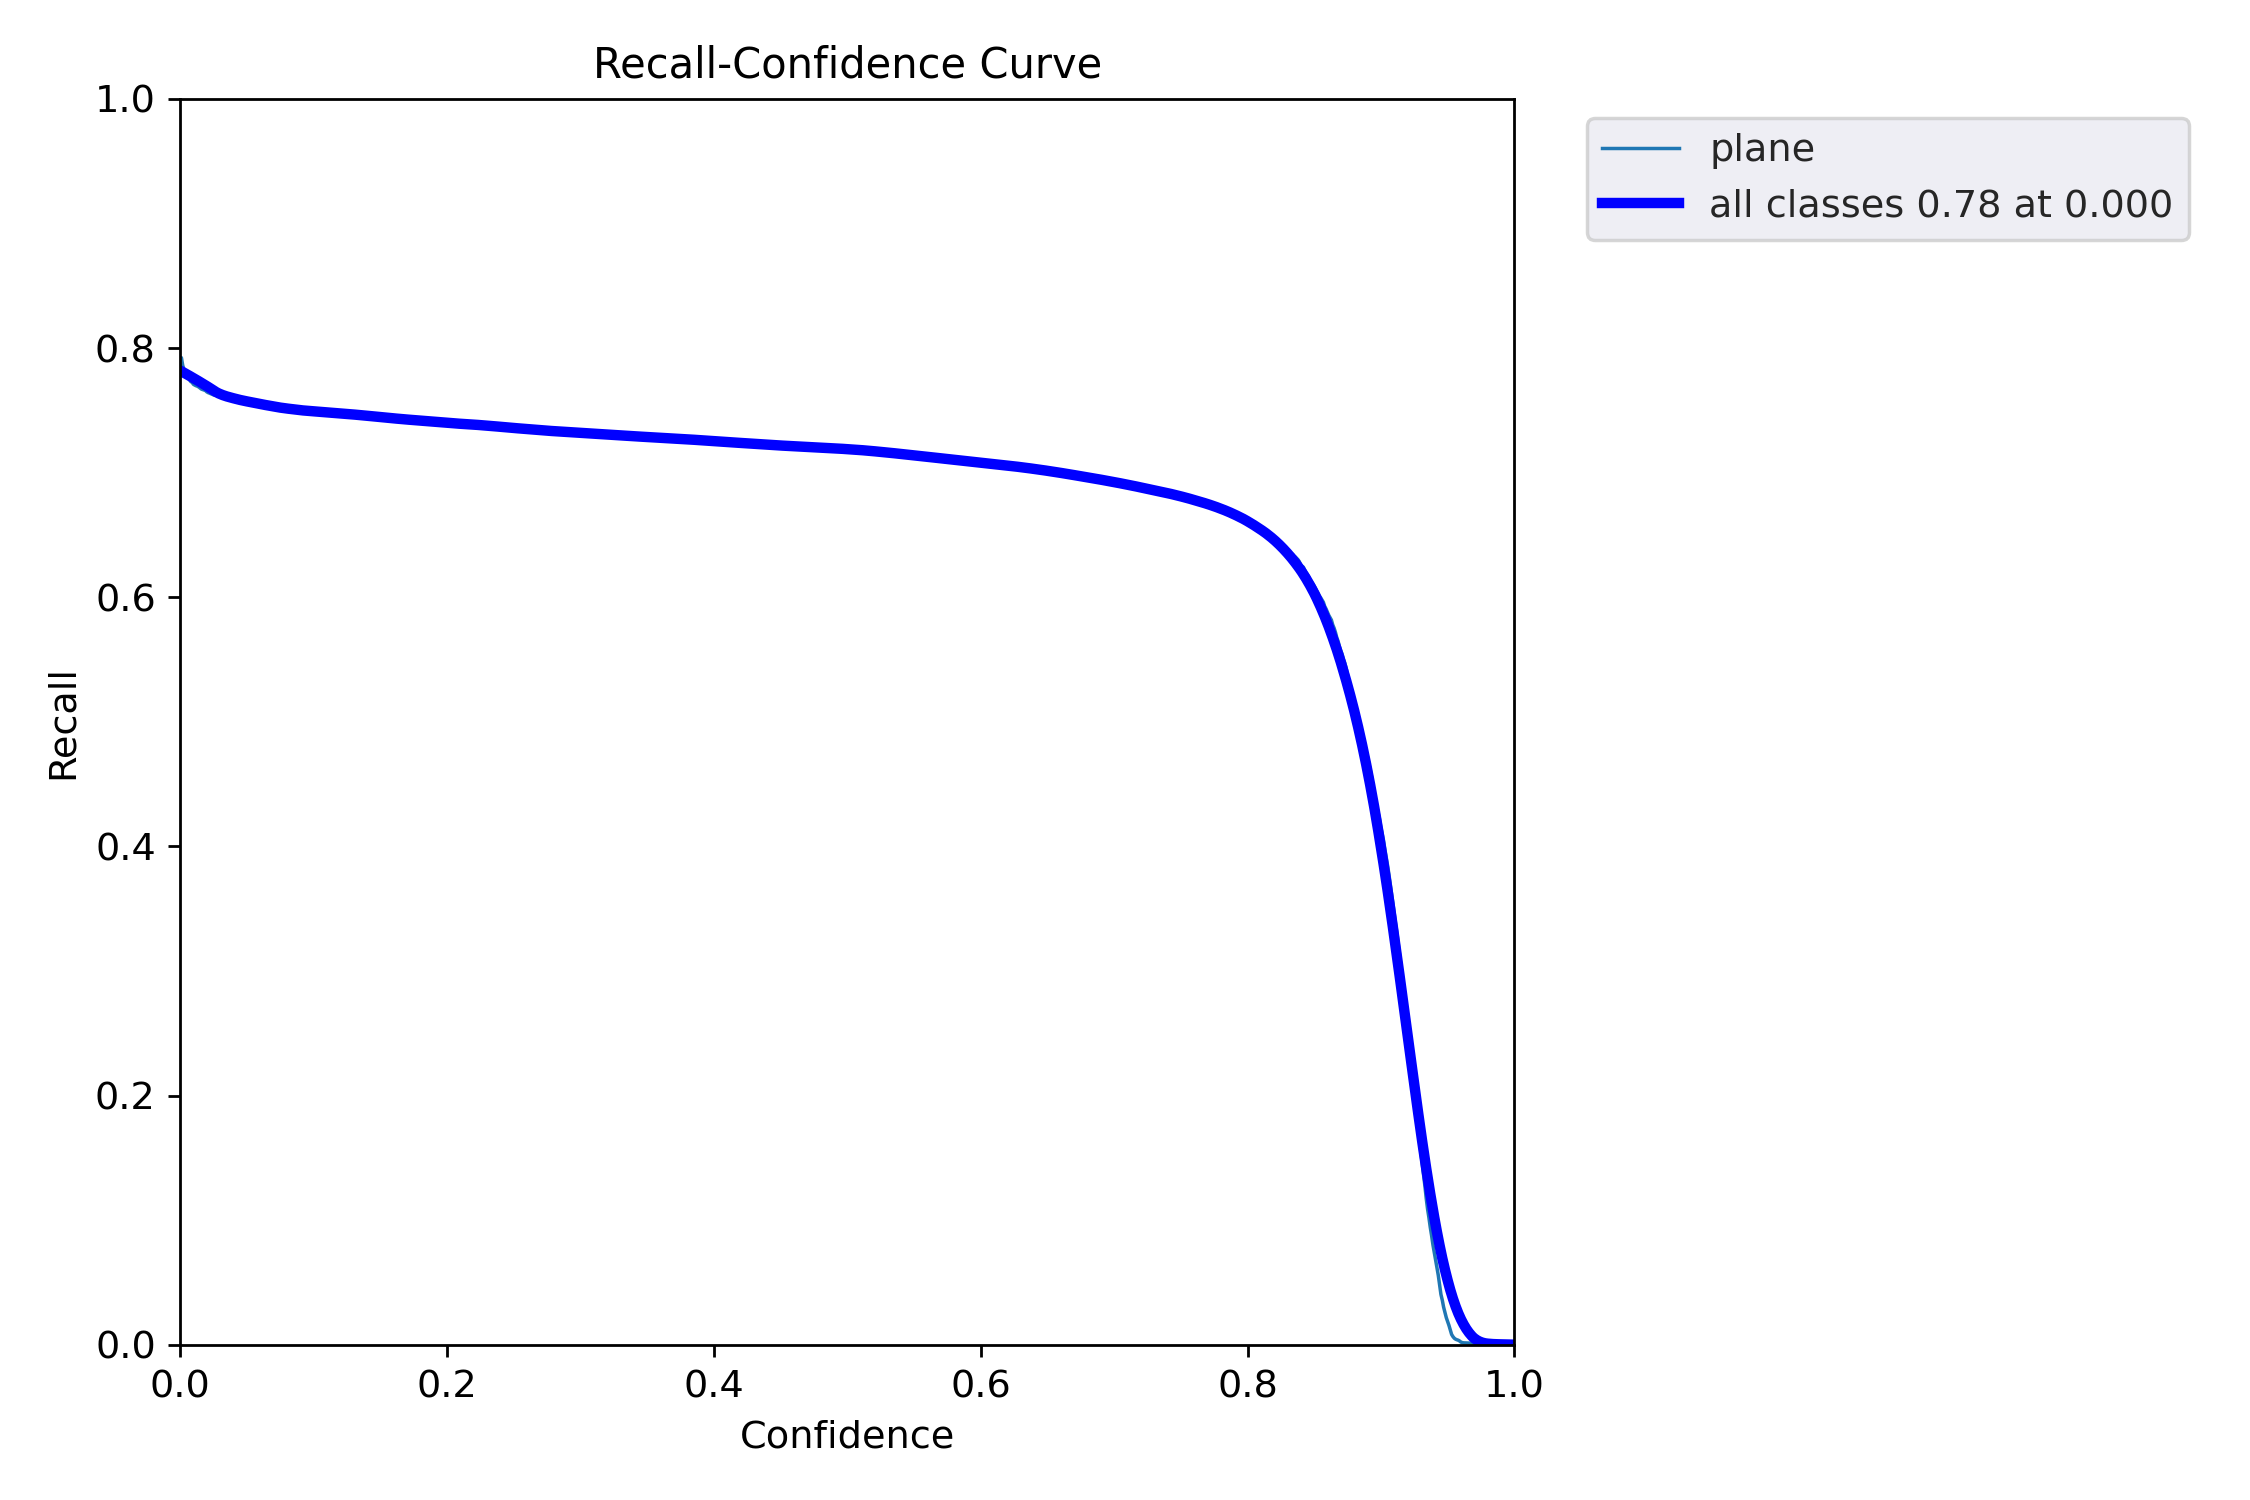 Recall-Confidence Curve
1.0
0.8
0.6
0.4
0.2
0.0
Recall
0.0 0.2 0.4 0.6 0.8 1.0
Confidence
plane
all classes 0.78 at 0.000